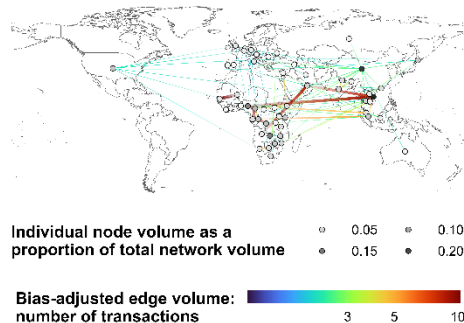 Individual node volume as a
proportion of total network volume
0.05 0.10
0.15 0.20
Bias-adjusted edge volume:
number of transactions
3 5 10